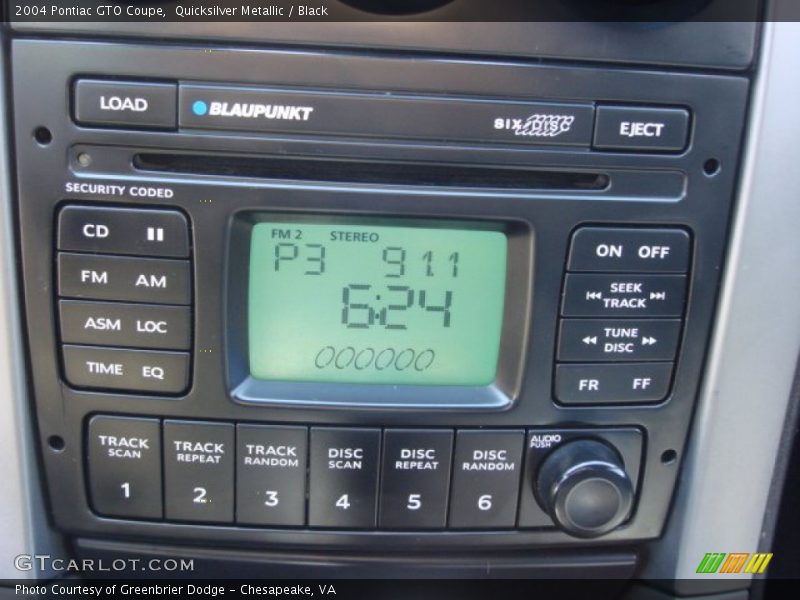 2004 Pontiac GTO Coupe,  Quicksilver Metallic / Black
LOAD
BLAUPUNKT
SIX DISC
EJECT
SECURITY CODED
CD
FM AM
ASM LOC
TIME EQ
FM 2 STEREO
P3 91.1
6:24
ON OFF
SEEK
TRACK
TUNE
DISC
FR FF
TRACK
SCAN
1
TRACK
REPEAT
2
TRACK
RANDOM
3
DISC
SCAN
4
DISC
REPEAT
5
DISC
RANDOM
6
AUDIO
PUSH
GTCARLOT.COM
Photo Courtesy of Greenbrier Dodge – Chesapeake, VA